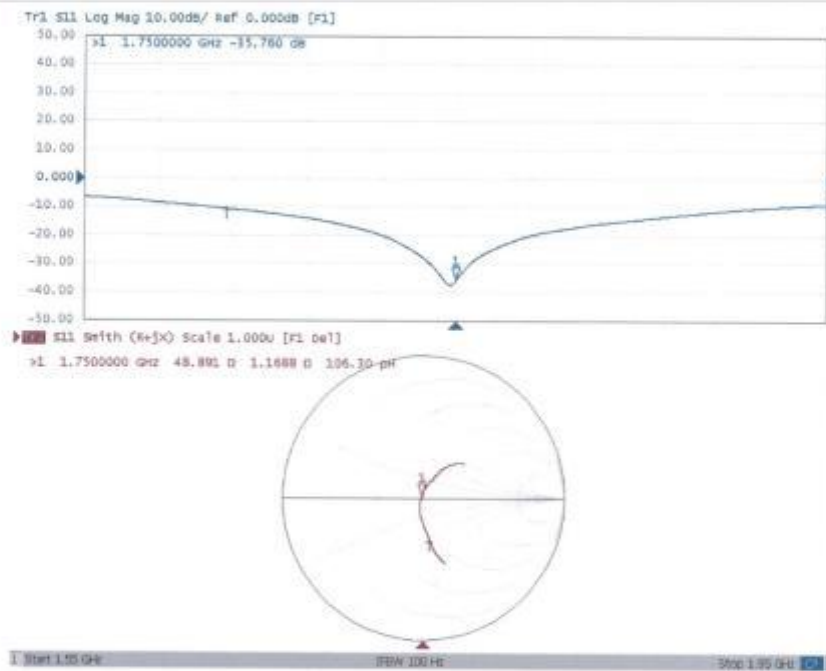 Tr1 S11 Log Mag 10.00dB/ Ref 0.000dB [F1]
50.00
>1 1.7500000 GHz -35.760 dB
40.00
30.00
20.00
10.00
0.000
-10.00
-20.00
-30.00
-40.00
-50.00
S11 Smith (R+jX) Scale 1.000U [F1 Del]
>1 1.7500000 GHz 48.891 Ω 1.1688 Ω 106.30 pH
1 Start 1.55 GHz IFBW 100 Hz Stop 1.95 GHz